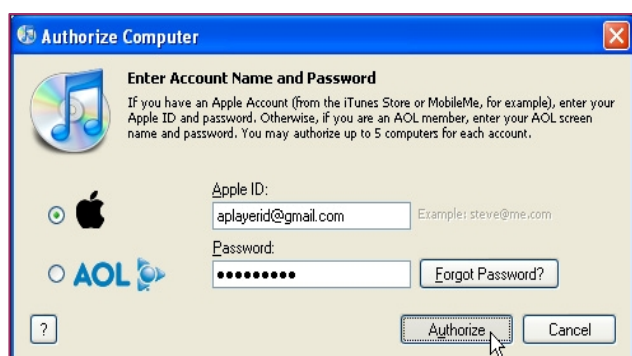 Authorize Computer
Enter Account Name and Password
If you have an Apple Account (from the iTunes Store or MobileMe, for example), enter your
Apple ID and password. Otherwise, if you are an AOL member, enter your AOL screen
name and password. You may authorize up to 5 computers for each account.
Apple ID:
aplayerid@gmail.com Example: steve@me.com
Password:
AOL ●●●●●●●●● Forgot Password?
? Authorize Cancel